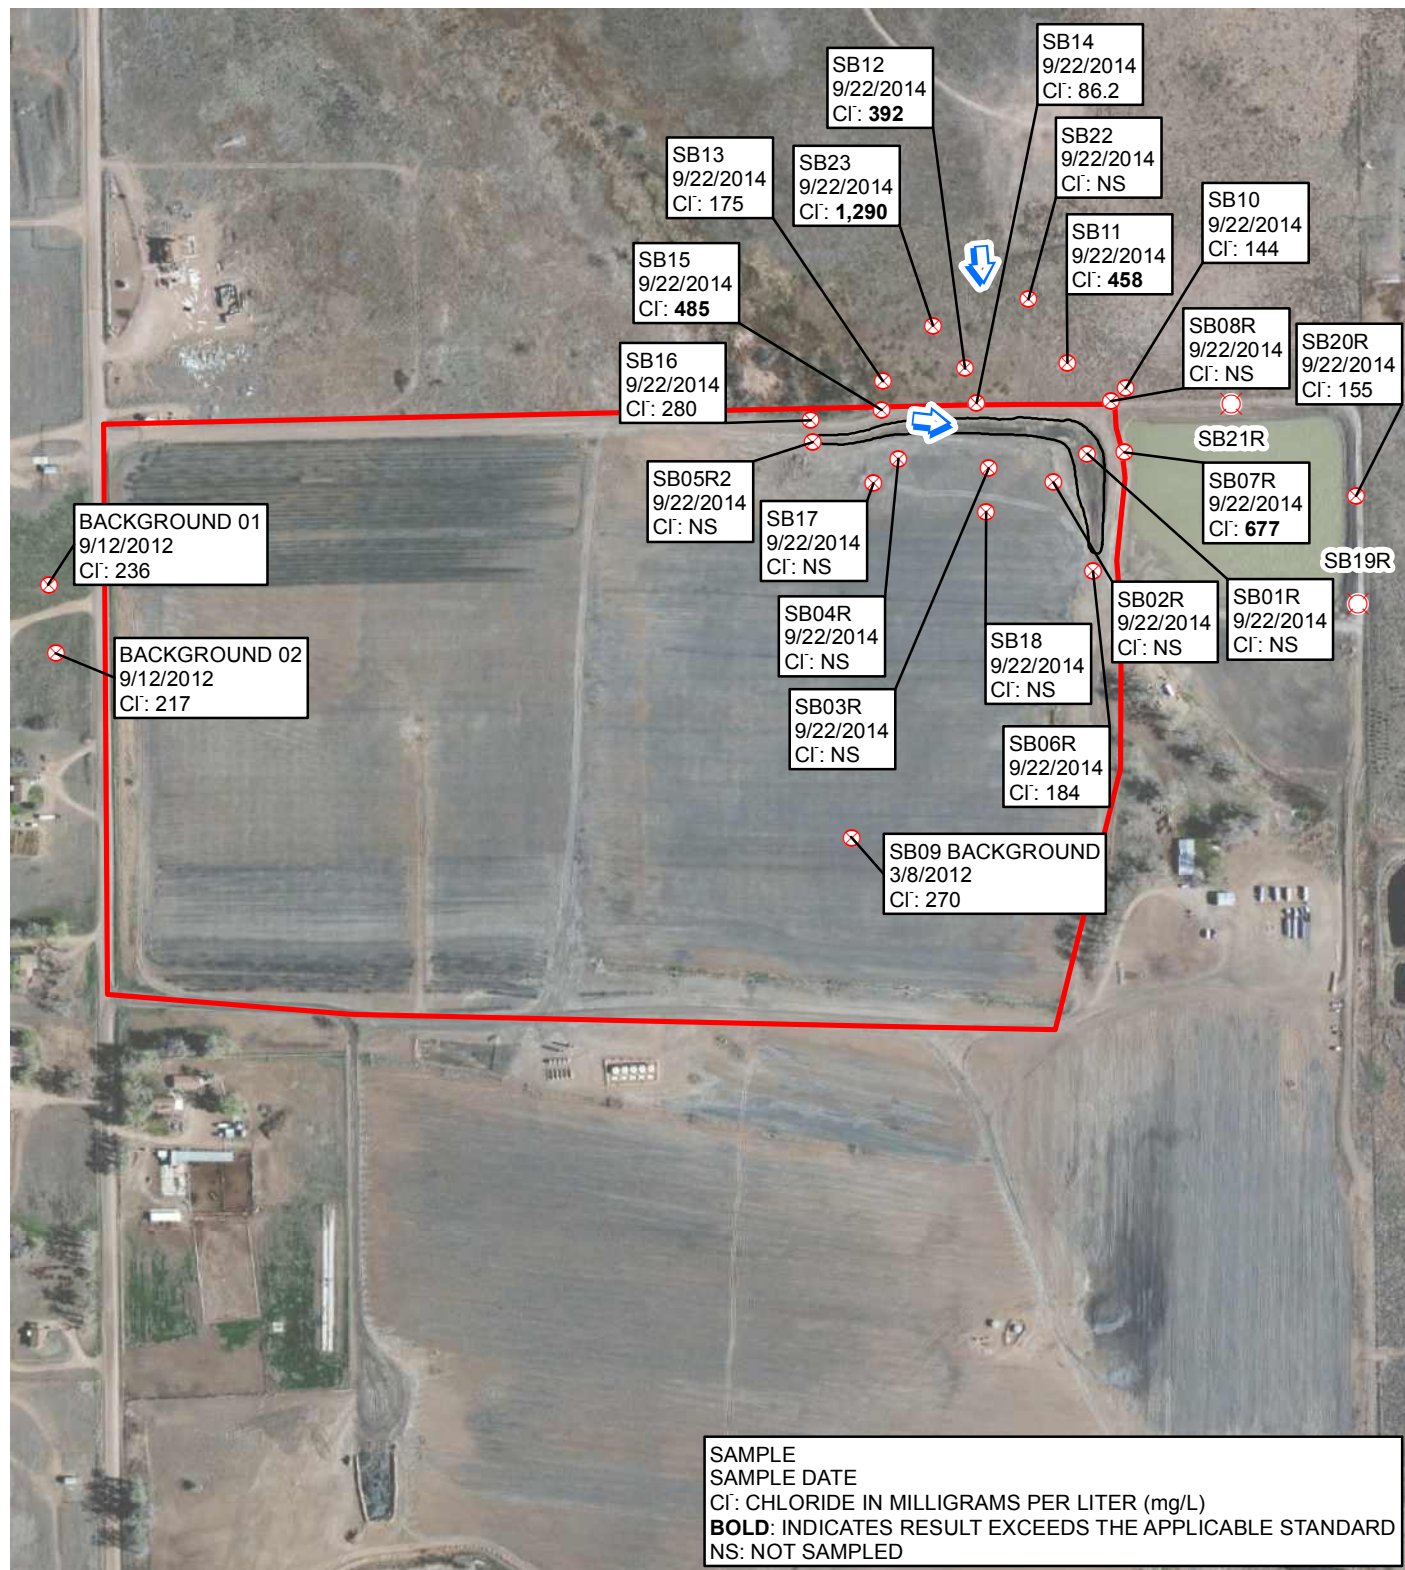 SB14
9/22/2014
Cl⁻: 86.2
SB12
9/22/2014
Cl⁻: 392
SB22
9/22/2014
Cl⁻: NS
SB13
9/22/2014
Cl⁻: 175
SB23
9/22/2014
Cl⁻: 1,290
SB10
9/22/2014
Cl⁻: 144
SB11
9/22/2014
Cl⁻: 458
SB15
9/22/2014
Cl⁻: 485
SB08R
9/22/2014
Cl⁻: NS
SB20R
9/22/2014
Cl⁻: 155
SB16
9/22/2014
Cl⁻: 280
SB21R
SB05R2
9/22/2014
Cl⁻: NS
SB07R
9/22/2014
Cl⁻: 677
SB17
9/22/2014
Cl⁻: NS
BACKGROUND 01
9/12/2012
Cl⁻: 236
SB19R
SB04R
9/22/2014
Cl⁻: NS
SB02R
9/22/2014
Cl⁻: NS
SB01R
9/22/2014
Cl⁻: NS
SB18
9/22/2014
Cl⁻: NS
BACKGROUND 02
9/12/2012
Cl⁻: 217
SB03R
9/22/2014
Cl⁻: NS
SB06R
9/22/2014
Cl⁻: 184
SB09 BACKGROUND
3/8/2012
Cl⁻: 270
SAMPLE
SAMPLE DATE
Cl⁻: CHLORIDE IN MILLIGRAMS PER LITER (mg/L)
BOLD: INDICATES RESULT EXCEEDS THE APPLICABLE STANDARD
NS: NOT SAMPLED